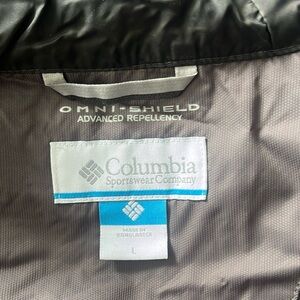 OMNI-SHIELD
ADVANCED REPELLENCY
Columbia
Sportswear Company
MADE IN
BANGLADESH
L